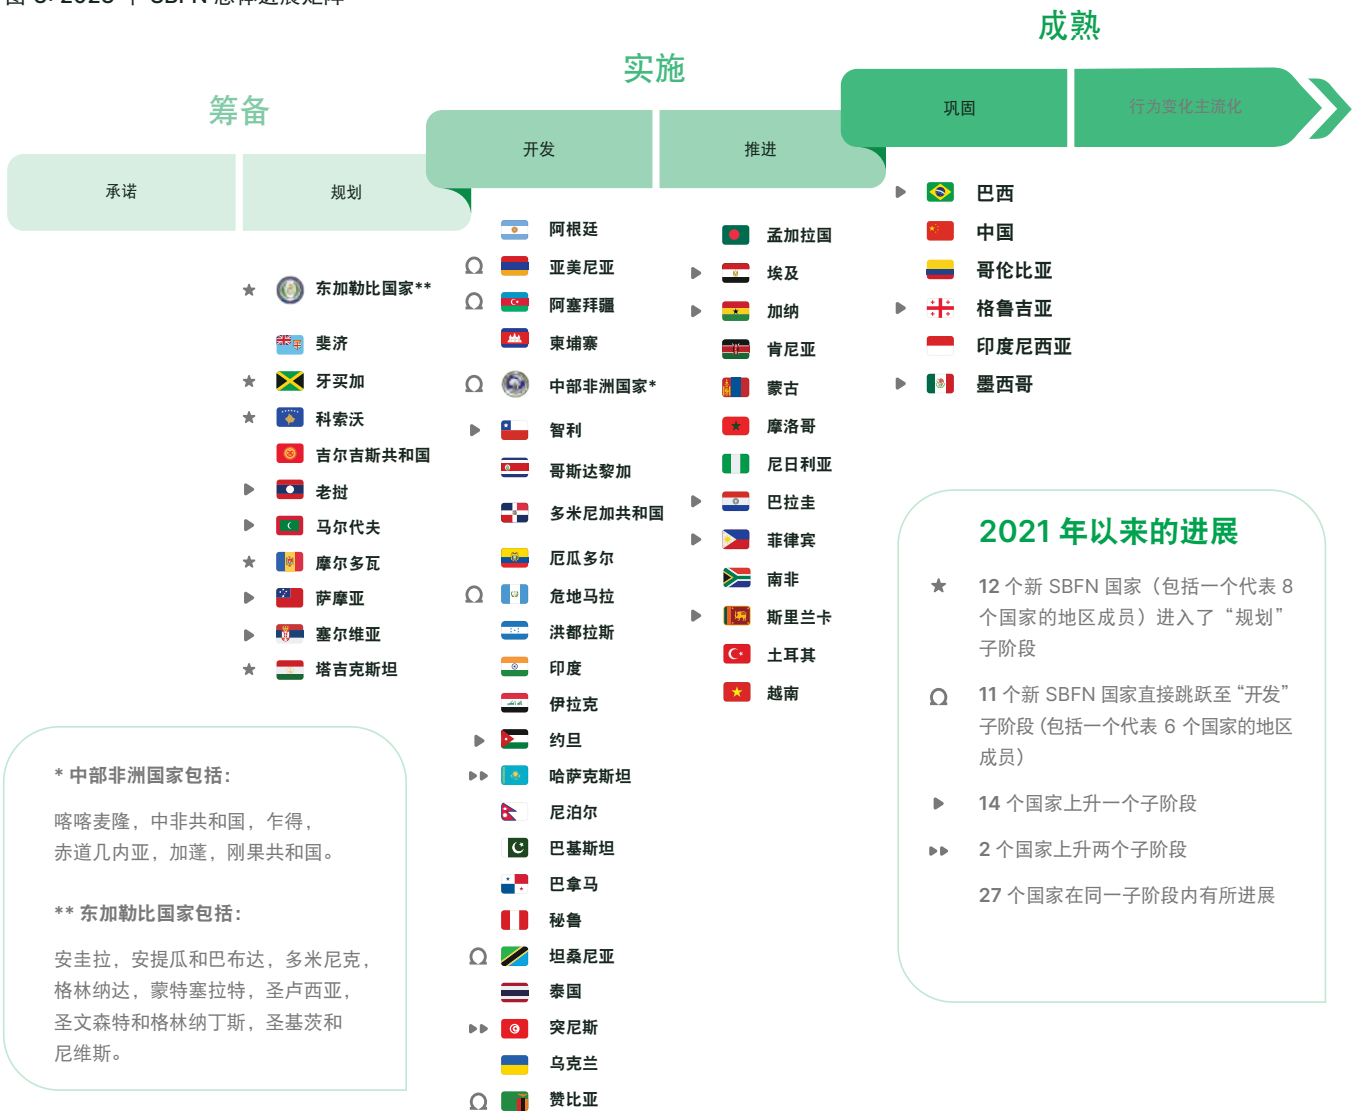 成熟
实施
筹备
巩固
行为变化主流化
开发
推进
承诺
规划
东加勒比国家**
斐济
牙买加
科索沃
吉尔吉斯共和国
老挝
马尔代夫
摩尔多瓦
萨摩亚
塞尔维亚
塔吉克斯坦
阿根廷
亚美尼亚
阿塞拜疆
柬埔寨
中部非洲国家*
智利
哥斯达黎加
多米尼加共和国
厄瓜多尔
危地马拉
洪都拉斯
印度
伊拉克
约旦
哈萨克斯坦
尼泊尔
巴基斯坦
巴拿马
秘鲁
坦桑尼亚
泰国
突尼斯
乌克兰
赞比亚
孟加拉国
埃及
加纳
肯尼亚
蒙古
摩洛哥
尼日利亚
巴拉圭
菲律宾
南非
斯里兰卡
土耳其
越南
巴西
中国
哥伦比亚
格鲁吉亚
印度尼西亚
墨西哥
* 中部非洲国家包括：
喀喀麦隆，中非共和国，乍得，
赤道几内亚，加蓬，刚果共和国。
** 东加勒比国家包括：
安圭拉，安提瓜和巴布达，多米尼克，
格林纳达，蒙特塞拉特，圣卢西亚，
圣文森特和格林纳丁斯，圣基茨和
尼维斯。
2021 年以来的进展
12 个新 SBFN 国家（包括一个代表 8
个国家的地区成员）进入了“规划”
子阶段
11 个新 SBFN 国家直接跳跃至“开发”
子阶段（包括一个代表 6 个国家的地区
成员）
14 个国家上升一个子阶段
2 个国家上升两个子阶段
27 个国家在同一子阶段内有所进展